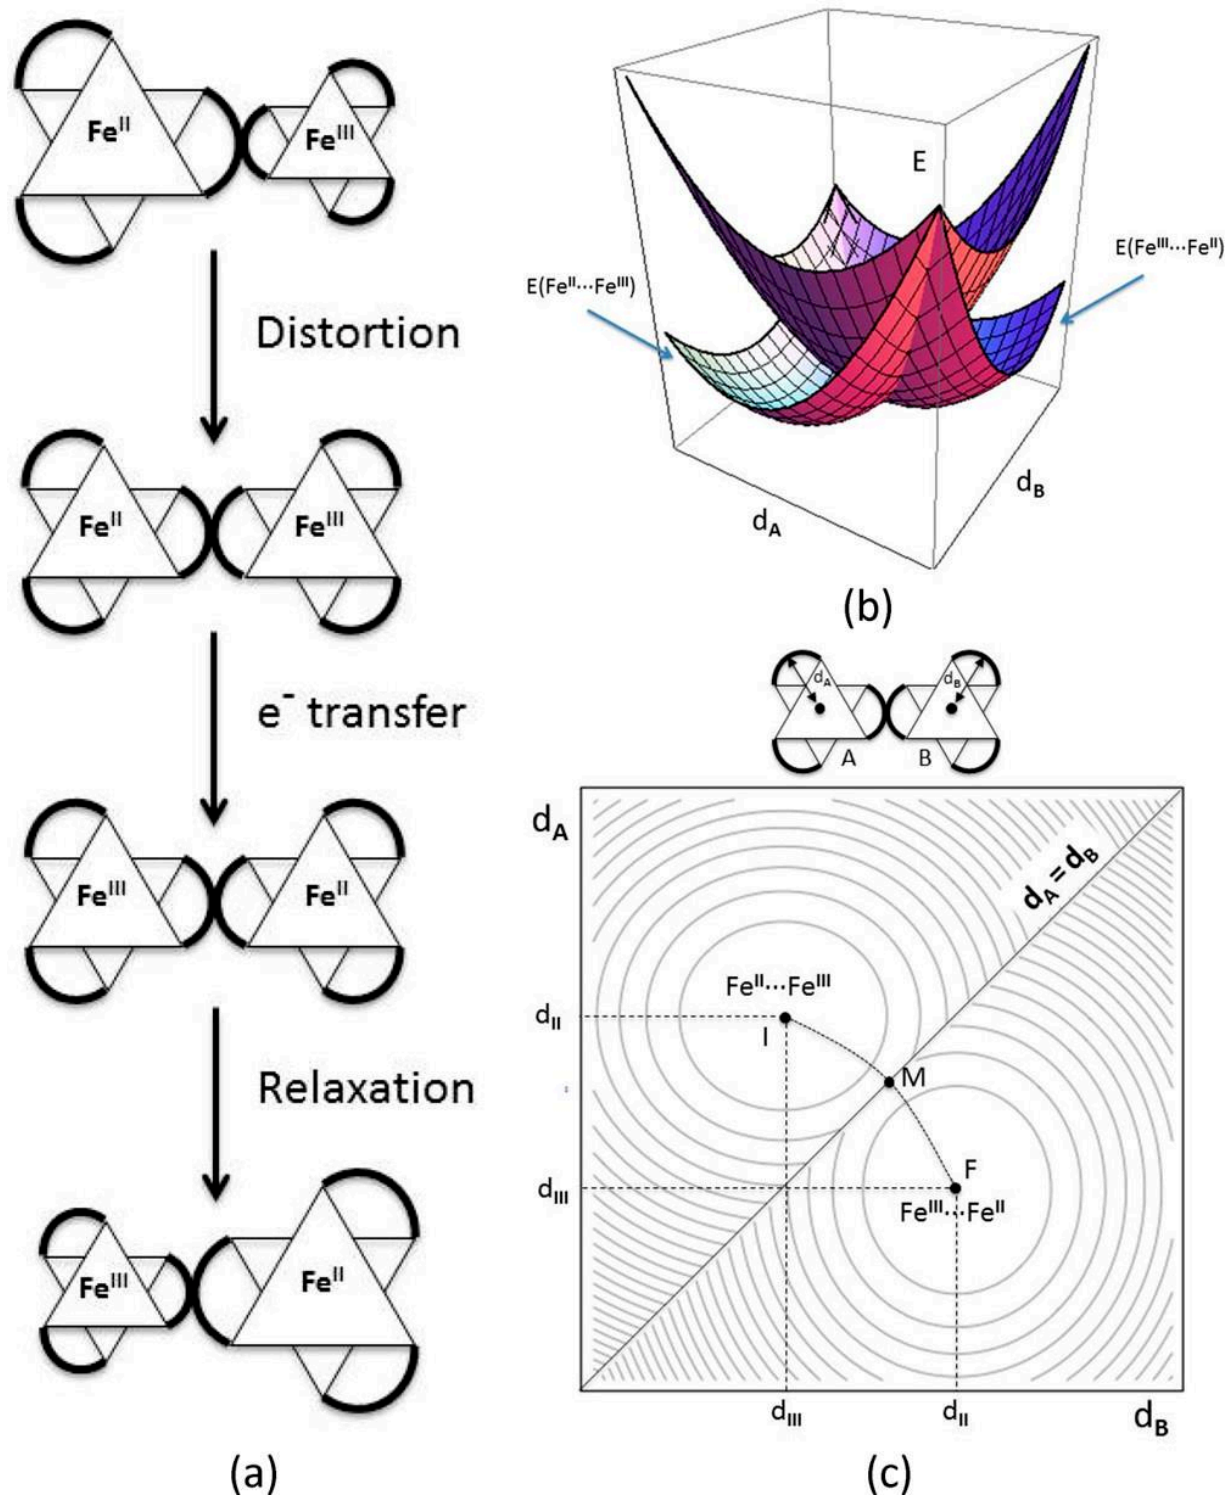 Fe^II Fe^III
Distortion
Fe^II Fe^III
e⁻ transfer
Fe^III Fe^II
Relaxation
Fe^III Fe^II
(a)
E
E(Fe^II...Fe^III)
E(Fe^III...Fe^II)
d_A
d_B
(b)
d_A d_B
A B
d_A
d_A = d_B
Fe^II...Fe^III
d_II
I
M
F
d_III
Fe^III...Fe^II
d_III d_II d_B
(c)